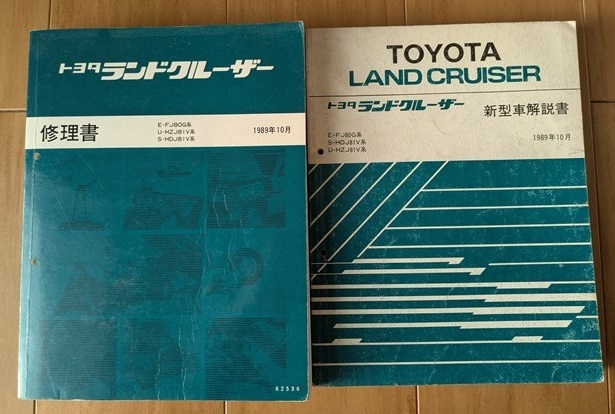 トヨタ ランドクルーザー
修理書
E-FJ80G系
U-HZJ81V系
S-HDJ81V系
1989年10月
62536
TOYOTA
LAND CRUISER
トヨタ ランドクルーザー 新型車解説書
E-FJ80G系
S-HDJ81V系
U-HZJ81V系
1989年10月